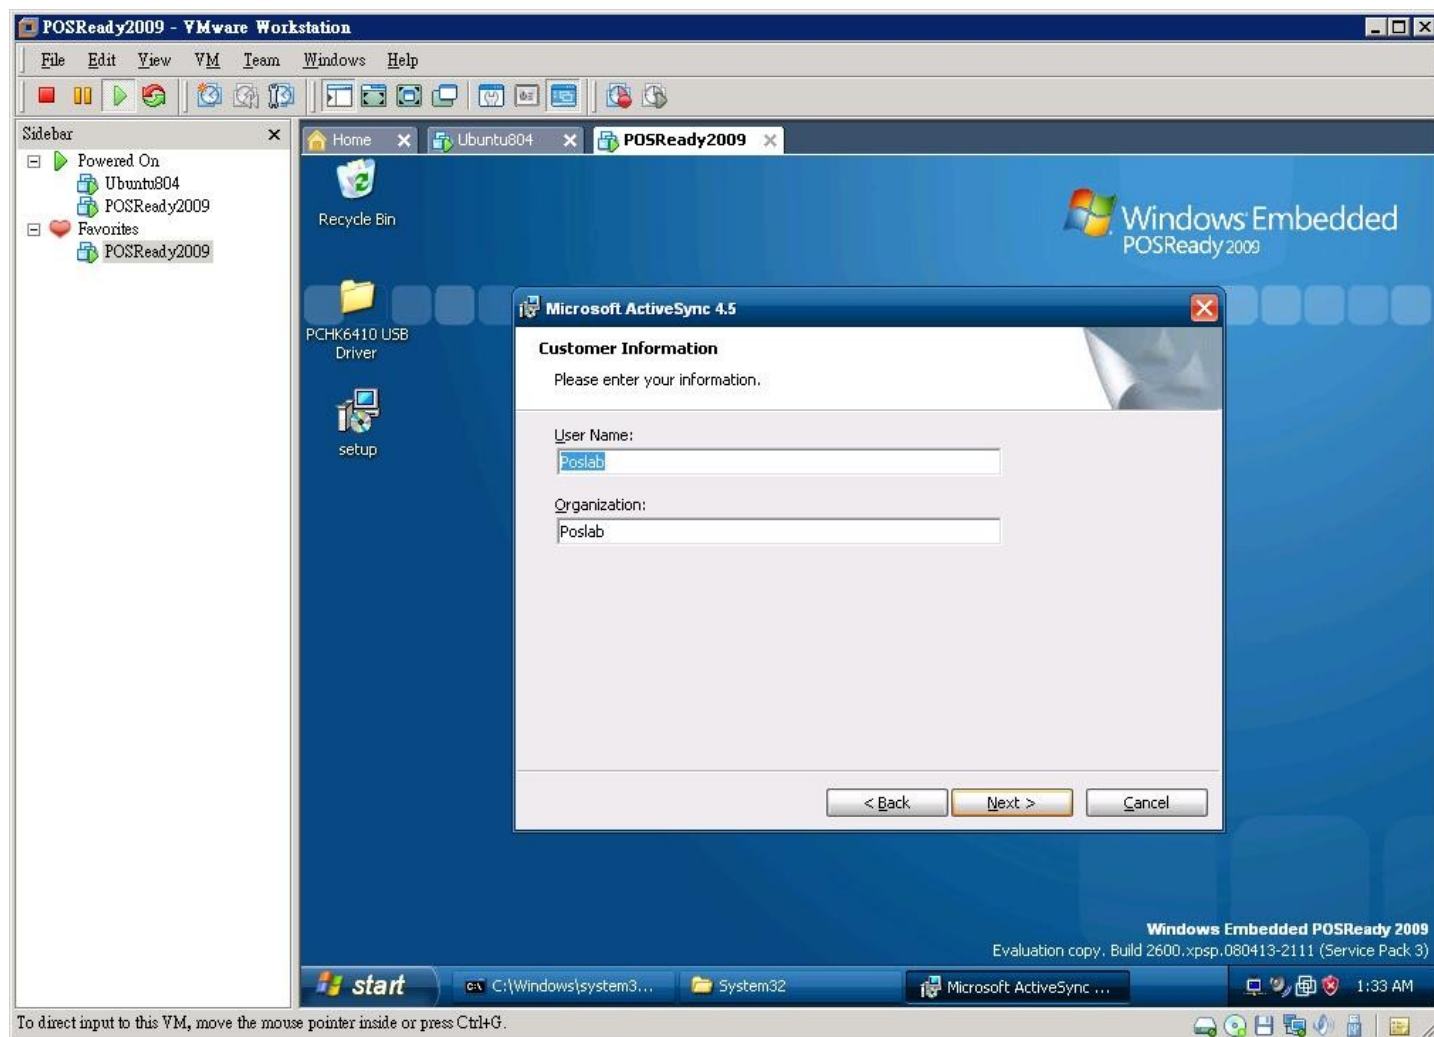 POSReady2009 - VMware Workstation
File Edit View VM Team Windows Help
Sidebar
Powered On
Ubuntu804
POSReady2009
Favorites
POSReady2009
Home
Ubuntu804
POSReady2009
Recycle Bin
PCHK6410 USB
Driver
setup
Windows Embedded
POSReady 2009
Microsoft ActiveSync 4.5
Customer Information
Please enter your information.
User Name:
Poslab
Organization:
Poslab
< Back
Next >
Cancel
Windows Embedded POSReady 2009
Evaluation copy. Build 2600.xpsp.080413-2111 (Service Pack 3)
start
C:\Windows\system3...
System32
Microsoft ActiveSync ...
1:33 AM
To direct input to this VM, move the mouse pointer inside or press Ctrl+G.